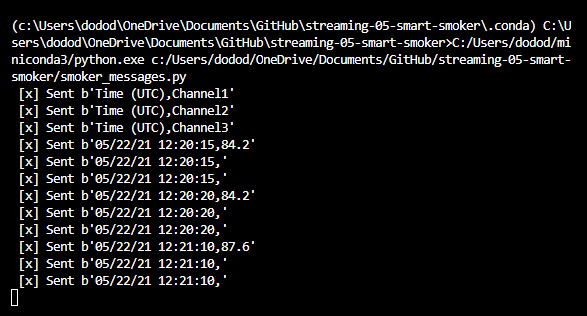 (c:\Users\dodod\OneDrive\Documents\GitHub\streaming-05-smart-smoker\.conda) C:\U
sers\dodod\OneDrive\Documents\GitHub\streaming-05-smart-smoker>C:/Users/dodod/mi
niconda3/python.exe c:/Users/dodod/OneDrive/Documents/GitHub/streaming-05-smart-
smoker/smoker_messages.py
[x] Sent b'Time (UTC),Channel1'
[x] Sent b'Time (UTC),Channel2'
[x] Sent b'Time (UTC),Channel3'
[x] Sent b'05/22/21 12:20:15,84.2'
[x] Sent b'05/22/21 12:20:15,'
[x] Sent b'05/22/21 12:20:15,'
[x] Sent b'05/22/21 12:20:20,84.2'
[x] Sent b'05/22/21 12:20:20,'
[x] Sent b'05/22/21 12:20:20,'
[x] Sent b'05/22/21 12:21:10,87.6'
[x] Sent b'05/22/21 12:21:10,'
[x] Sent b'05/22/21 12:21:10,'